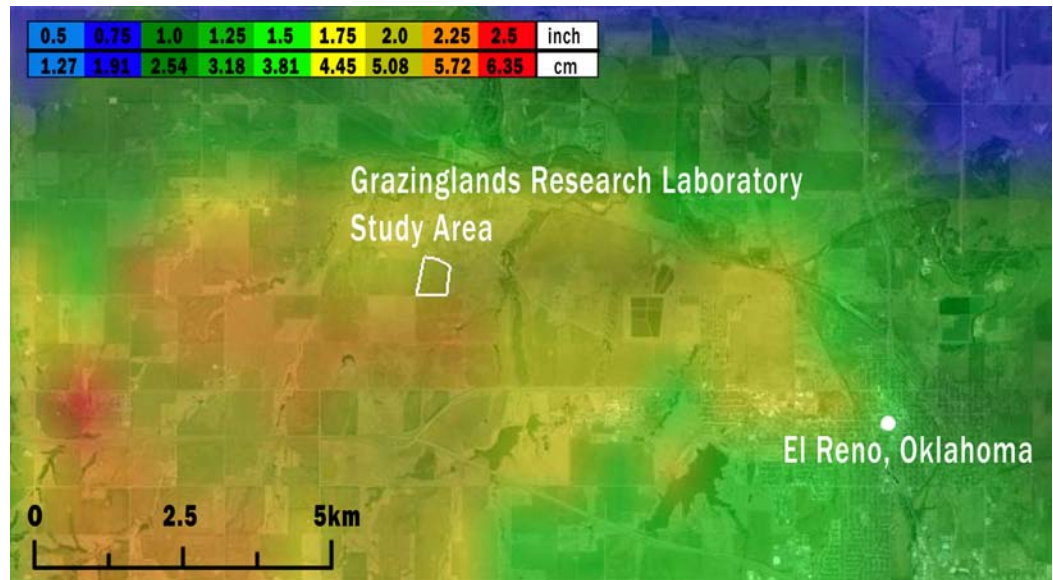 0.5 0.75 1.0 1.25 1.5 1.75 2.0 2.25 2.5 inch
1.27 1.91 2.54 3.18 3.81 4.45 5.08 5.72 6.35 cm
Grazinglands Research Laboratory
Study Area
El Reno, Oklahoma
0 2.5 5km